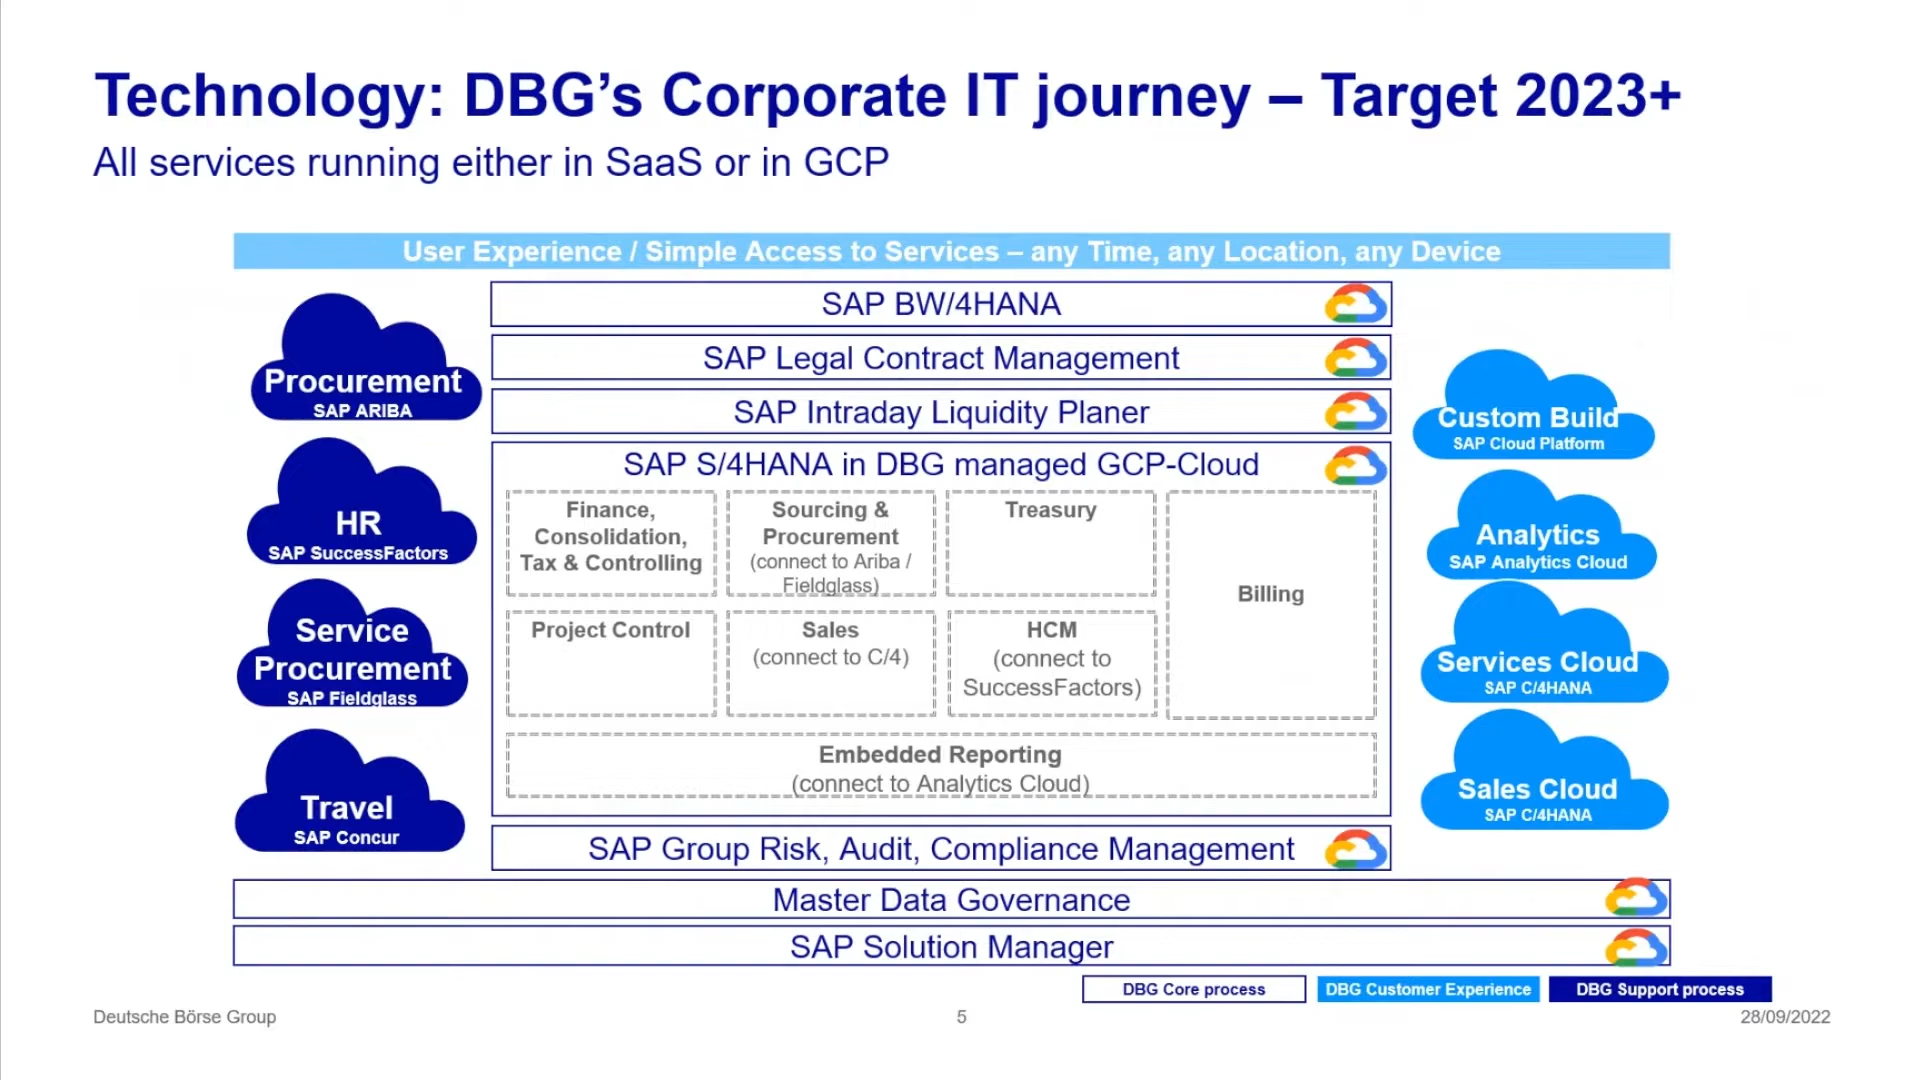 Technology: DBG’s Corporate IT journey – Target 2023+
All services running either in SaaS or in GCP
User Experience / Simple Access to Services – any Time, any Location, any Device
Procurement
SAP ARIBA
HR
SAP SuccessFactors
Service
Procurement
SAP Fieldglass
Travel
SAP Concur
SAP BW/4HANA
SAP Legal Contract Management
SAP Intraday Liquidity Planer
SAP S/4HANA in DBG managed GCP-Cloud
Finance,
Consolidation,
Tax & Controlling
Sourcing &
Procurement
(connect to Ariba /
Fieldglass)
Treasury
Billing
Project Control
Sales
(connect to C/4)
HCM
(connect to
SuccessFactors)
Embedded Reporting
(connect to Analytics Cloud)
SAP Group Risk, Audit, Compliance Management
Custom Build
SAP Cloud Platform
Analytics
SAP Analytics Cloud
Services Cloud
SAP C/4HANA
Sales Cloud
SAP C/4HANA
Master Data Governance
SAP Solution Manager
DBG Core process
DBG Customer Experience
DBG Support process
Deutsche Börse Group
5
28/09/2022